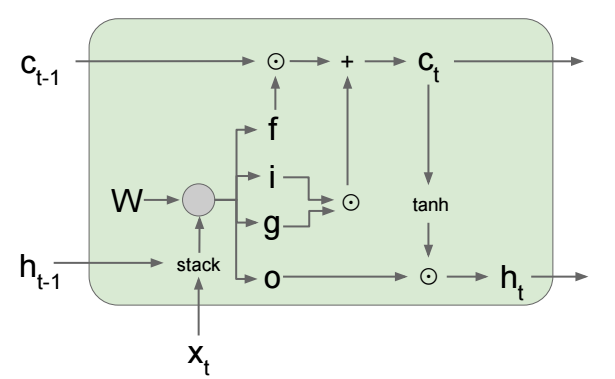 c_{t-1} ⊙ + c_t
f
i
W ⊙ tanh
g
h_{t-1} stack o ⊙ h_t
x_t